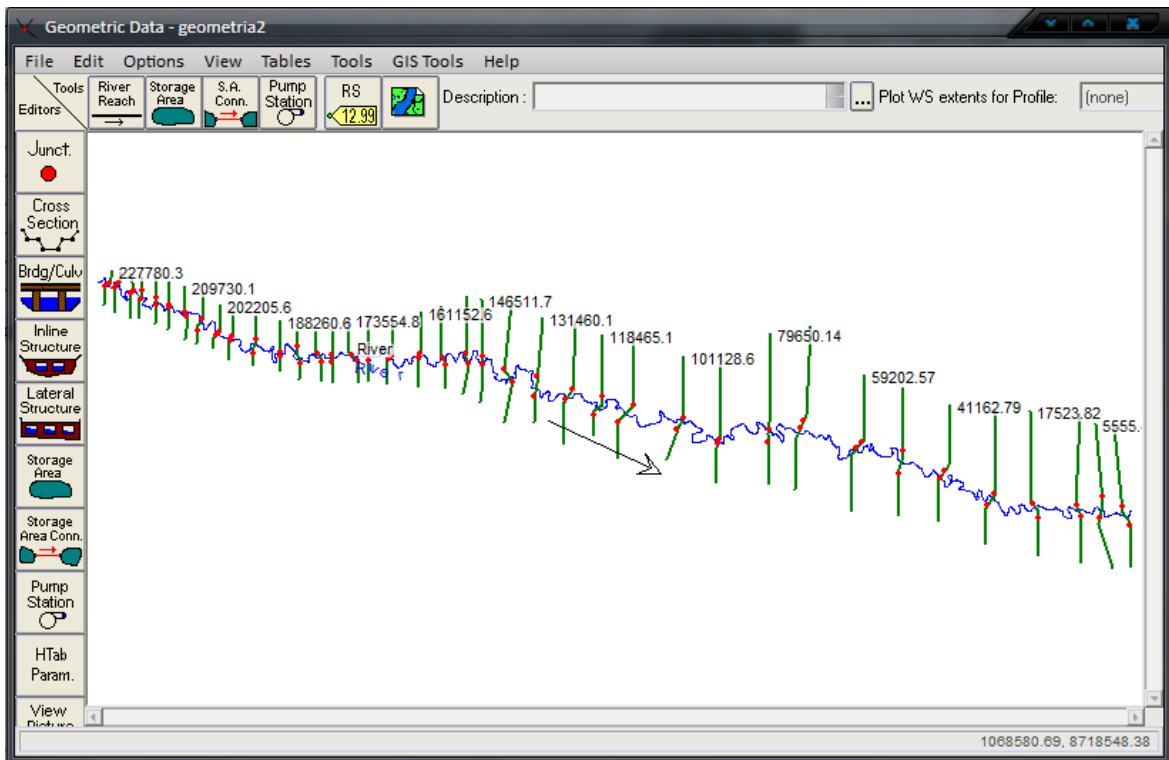 Geometric Data - geometria2
File Edit Options View Tables Tools GIS Tools Help
Tools
Editors
River
Reach
Storage
Area
S.A.
Conn.
Pump
Station
RS
12.99
Description :
... Plot WS extents for Profile:
(none)
Junct.
Cross
Section
Brdg/Culv
Inline
Structure
Lateral
Structure
Storage
Area
Storage
Area Conn.
Pump
Station
HTab
Param.
View
Picture
227780.3
209730.1
202205.6
188260.6
173554.8
161152.6
146511.7
131460.1
118465.1
101128.6
79650.14
59202.57
41162.79
17523.82
5555.
River
River
1068580.69, 8718548.38